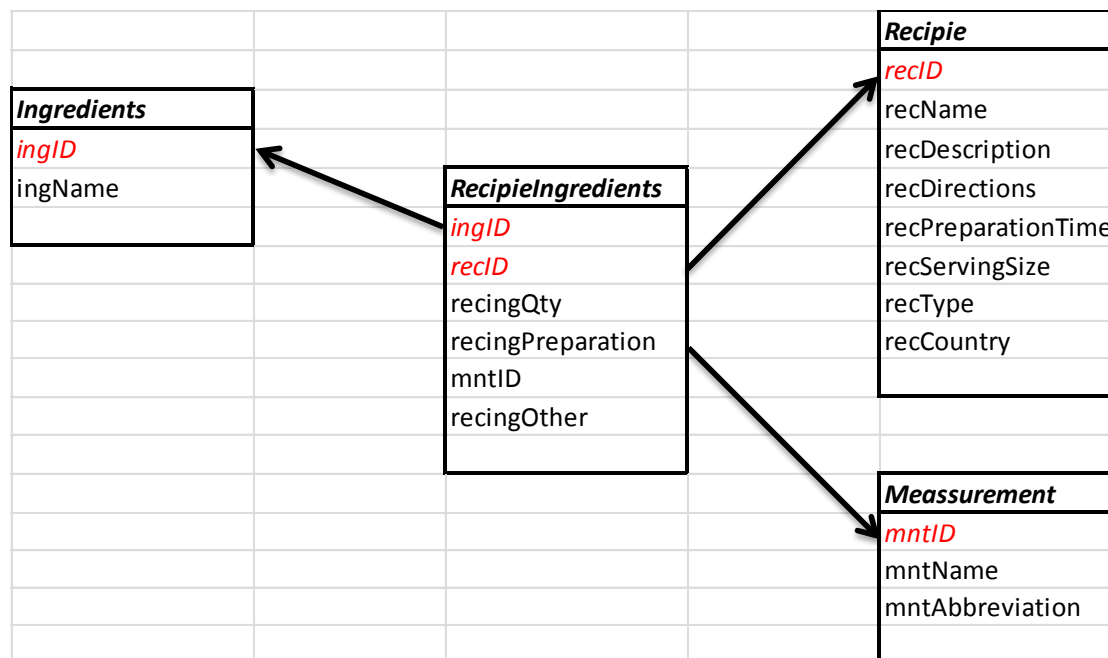 Ingredients
ingID
ingName
RecipieIngredients
ingID
recID
recingQty
recingPreparation
mntID
recingOther
Recipie
recID
recName
recDescription
recDirections
recPreparationTime
recServingSize
recType
recCountry
Meassurement
mntID
mntName
mntAbbreviation